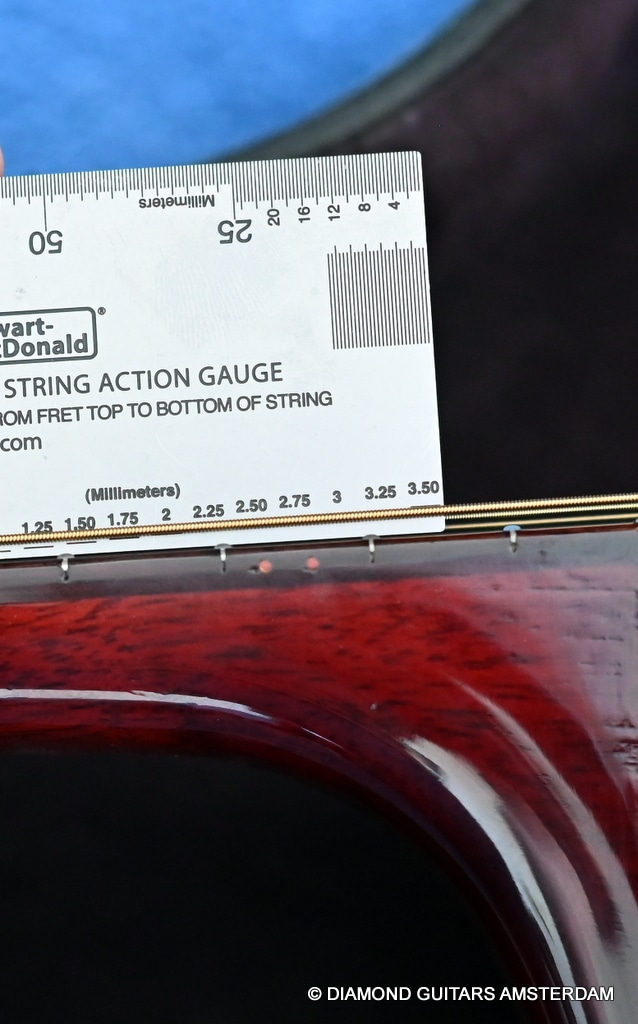 Millimeters
50 25 20 16 12 8 4
wart-
Donald®
STRING ACTION GAUGE
ROM FRET TOP TO BOTTOM OF STRING
com
(Millimeters)
1.25 1.50 1.75 2 2.25 2.50 2.75 3 3.25 3.50
© DIAMOND GUITARS AMSTERDAM